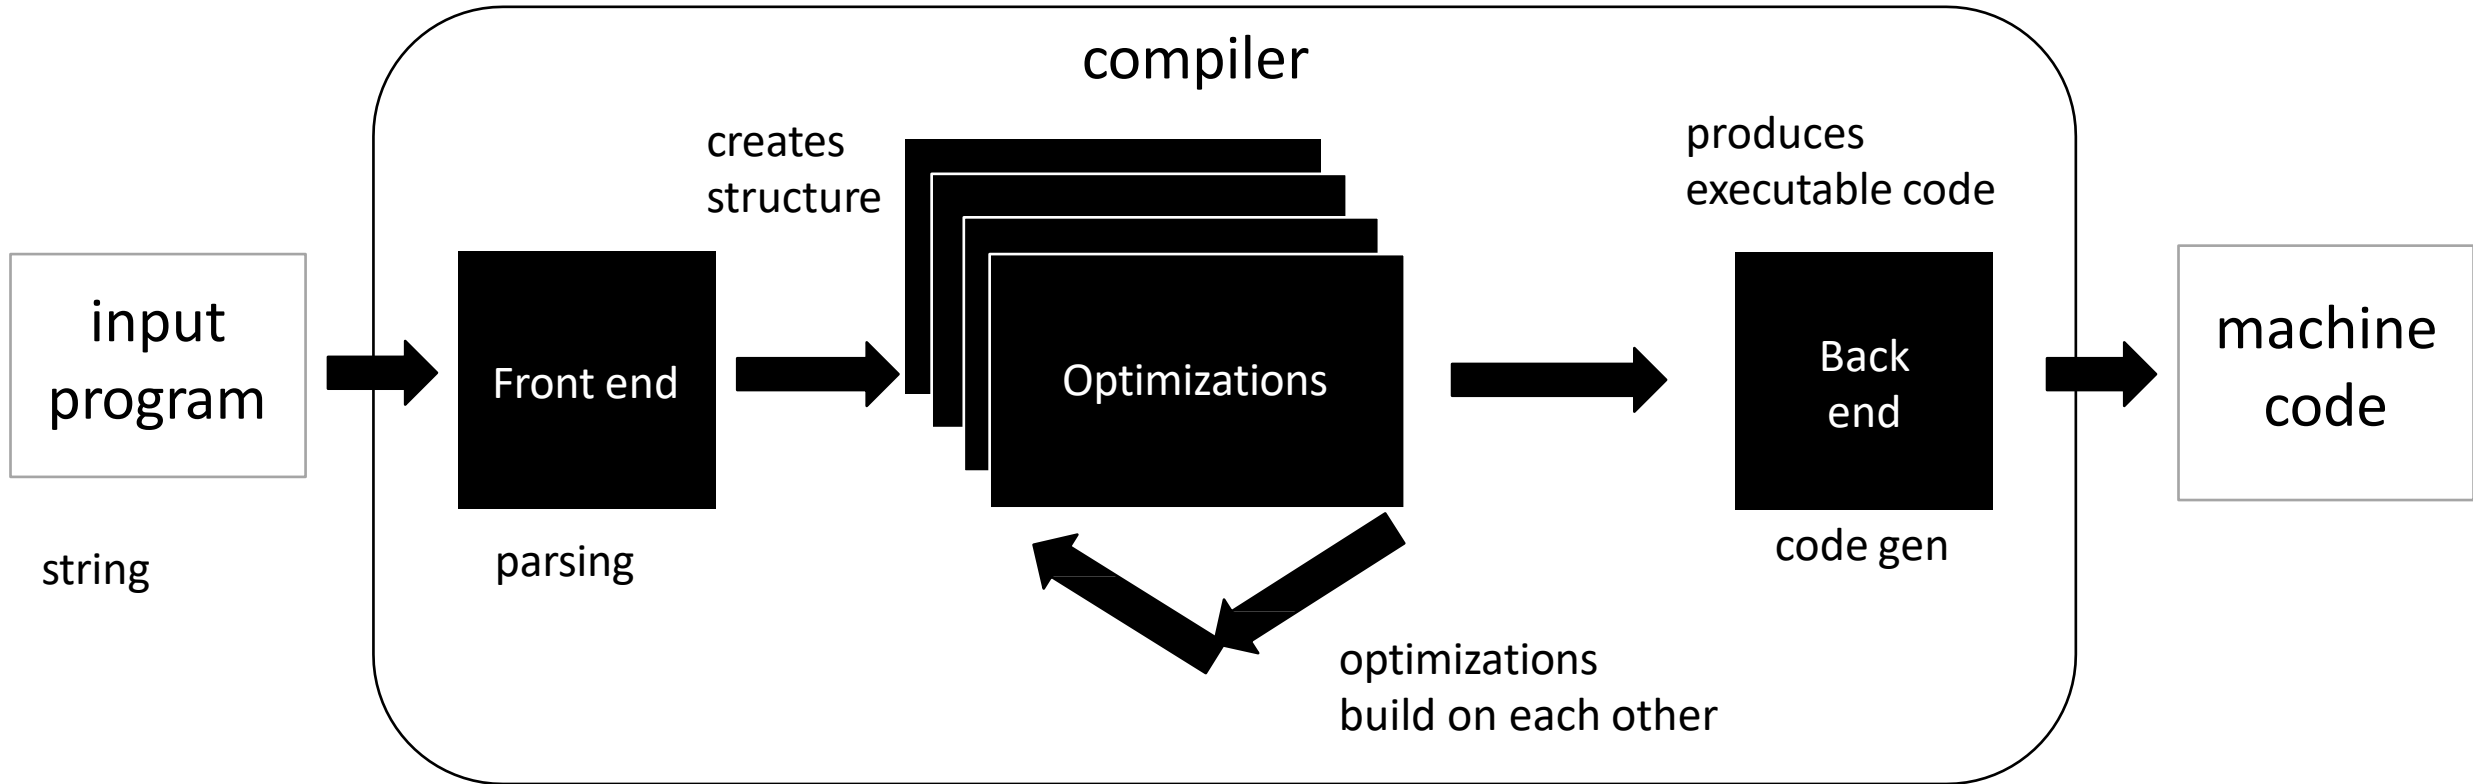 compiler
creates
structure
produces
executable code
input
program
Front end
Optimizations
Back
end
machine
code
string
parsing
code gen
optimizations
build on each other